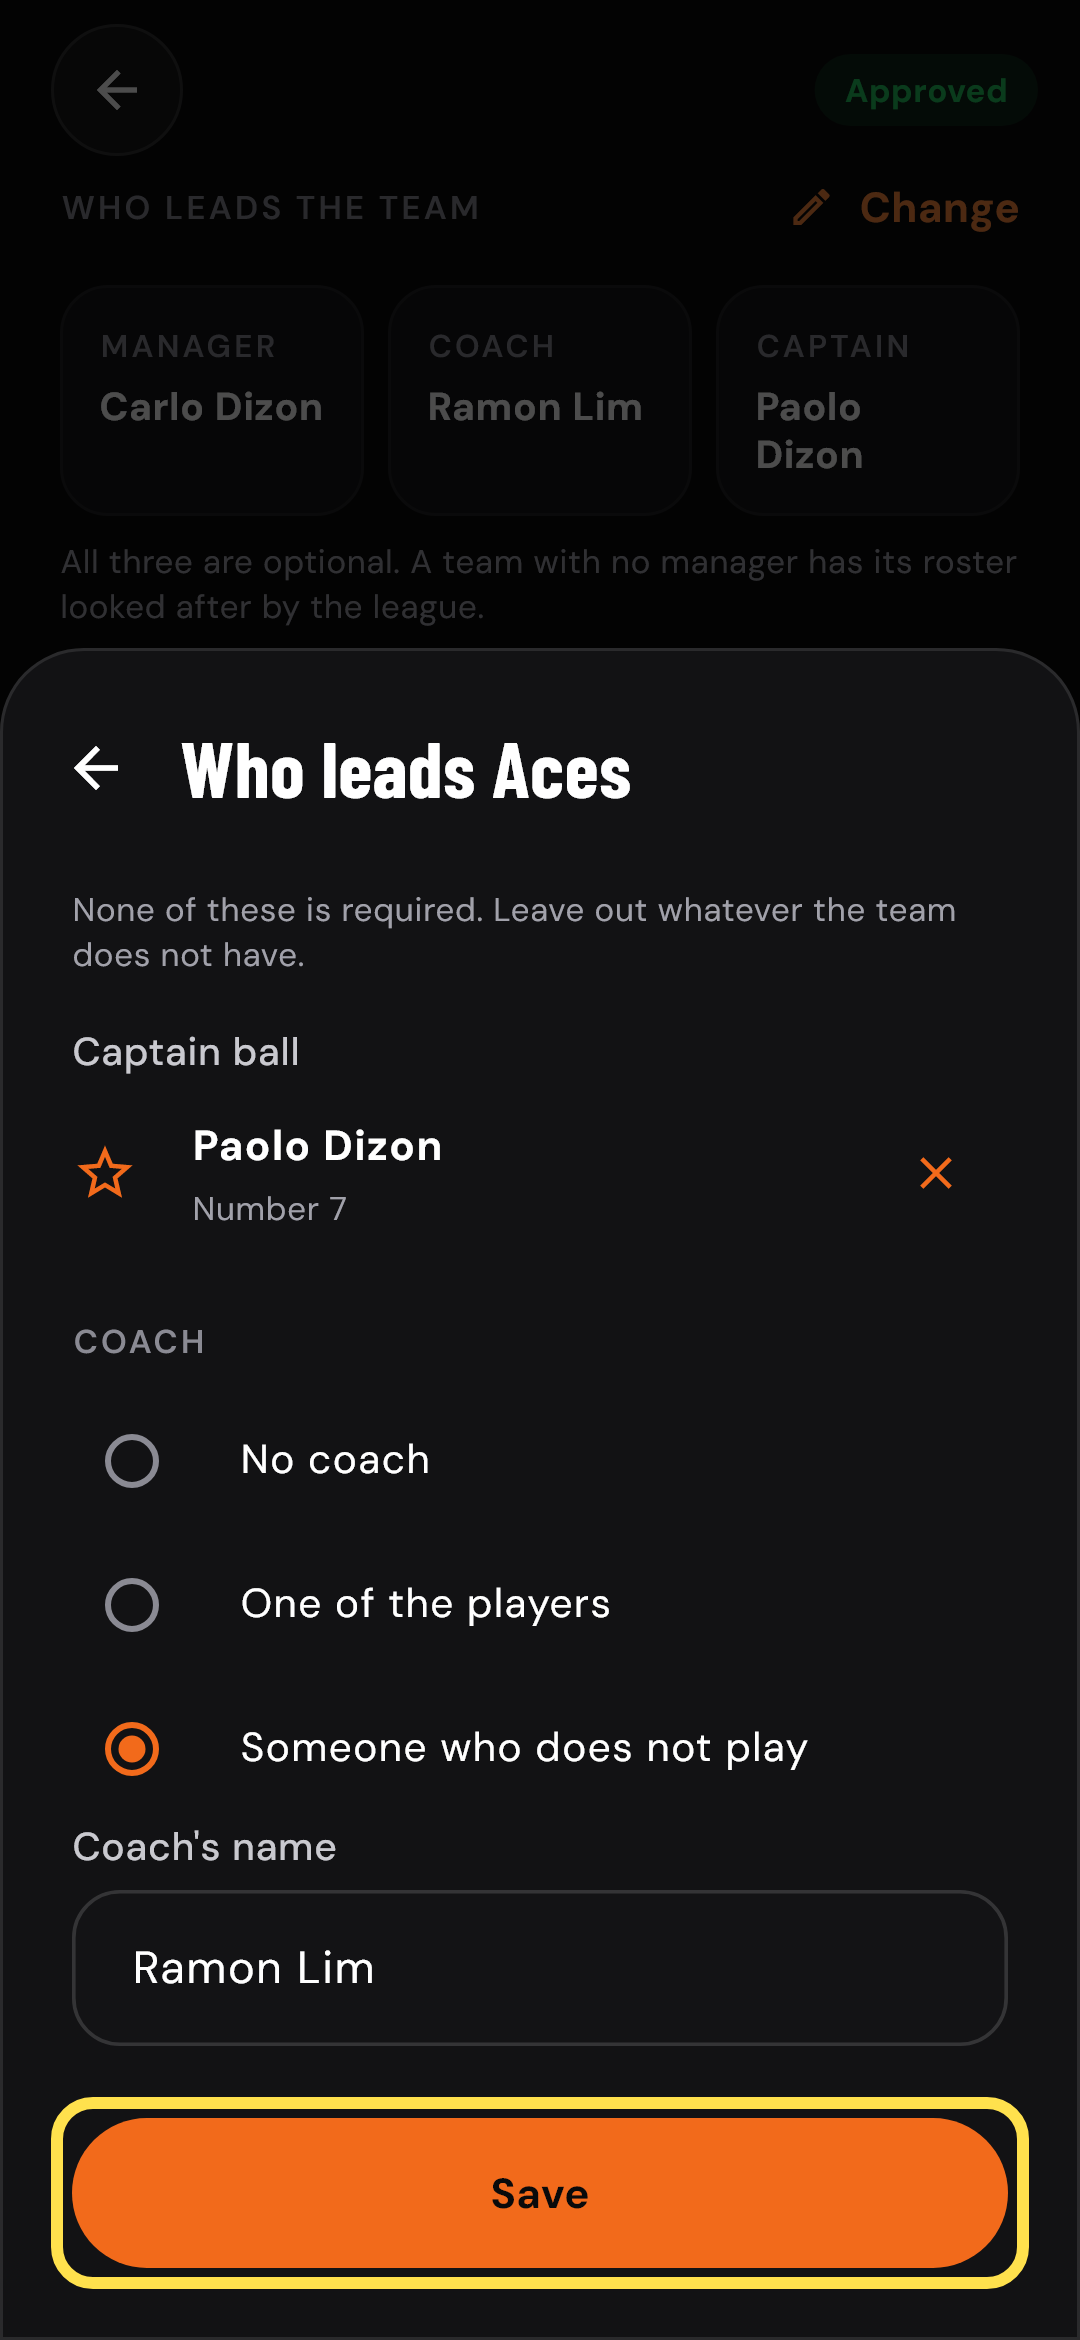 Approved
WHO LEADS THE TEAM
Change
MANAGER
Carlo Dizon
COACH
Ramon Lim
CAPTAIN
Paolo
Dizon
All three are optional. A team with no manager has its roster
looked after by the league.
Who leads Aces
None of these is required. Leave out whatever the team
does not have.
Captain ball
Paolo Dizon
Number 7
COACH
No coach
One of the players
Someone who does not play
Coach's name
Ramon Lim
Save